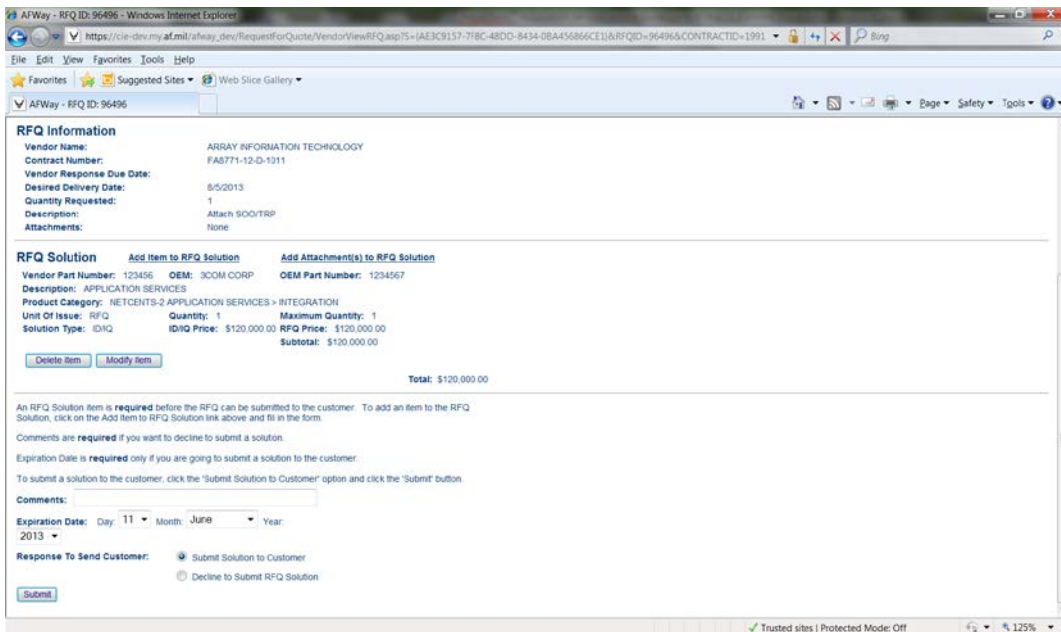 AFWay - RFQ ID: 96496 - Windows Internet Explorer
https://cie-dev.my.af.mil/afway_dev/RequestForQuote/VendorViewRFQ.asp?S={AE3C9157-7FBC-48DD-8434-0BA456866CE1}&RFQID=96496&CONTRACTID=1991
Bing
File Edit View Favorites Tools Help
Favorites Suggested Sites Web Slice Gallery
AFWay - RFQ ID: 96496 Page Safety Tools
RFQ Information
Vendor Name: ARRAY INFORNATION TECHNOLOGY
Contract Number: FA8771-12-D-1011
Vendor Response Due Date:
Desired Delivery Date: 8/5/2013
Quantity Requested: 1
Description: Attach SOO/TRP
Attachments: None
RFQ Solution Add Item to RFQ Solution Add Attachment(s) to RFQ Solution
Vendor Part Number: 123456 OEM: 3COM CORP OEM Part Number: 1234567
Description: APPLICATION SERVICES
Product Category: NETCENTS-2 APPLICATION SERVICES > INTEGRATION
Unit Of Issue: RFQ Quantity: 1 Maximum Quantity: 1
Solution Type: ID/IQ ID/IQ Price: $120,000.00 RFQ Price: $120,000.00
Subtotal: $120,000.00
Delete Item Modify Item
Total: $120,000.00
An RFQ Solution item is required before the RFQ can be submitted to the customer. To add an item to the RFQ
Solution, click on the Add Item to RFQ Solution link above and fill in the form.
Comments are required if you want to decline to submit a solution.
Expiration Date is required only if you are going to submit a solution to the customer.
To submit a solution to the customer, click the 'Submit Solution to Customer' option and click the 'Submit' button.
Comments:
Expiration Date: Day: 11 Month: June Year:
2013
Response To Send Customer: Submit Solution to Customer
Decline to Submit RFQ Solution
Submit
Trusted sites | Protected Mode: Off 125%